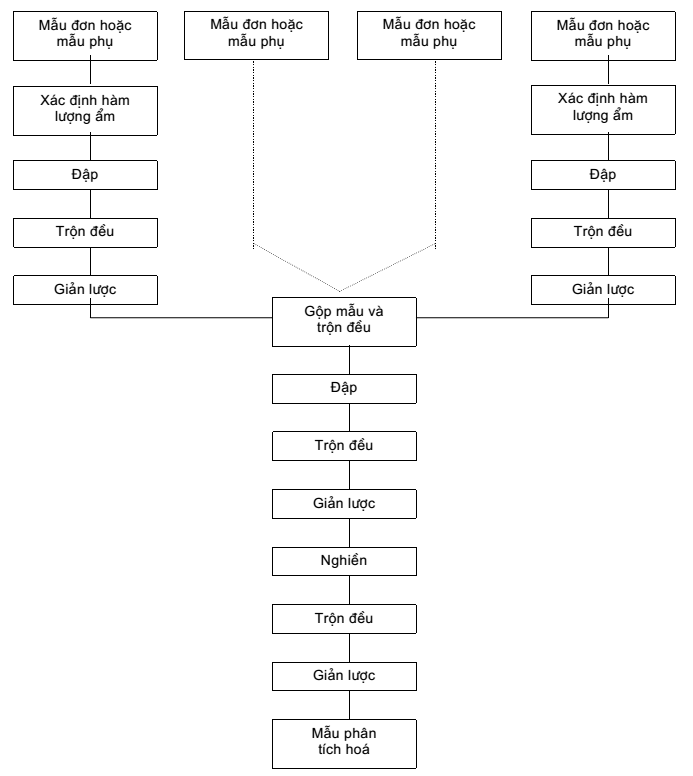 Mẫu đơn hoặc
mẫu phụ
Mẫu đơn hoặc
mẫu phụ
Mẫu đơn hoặc
mẫu phụ
Mẫu đơn hoặc
mẫu phụ
Xác định hàm
lượng ẩm
Xác định hàm
lượng ẩm
Đập
Đập
Trộn đều
Trộn đều
Giản lược
Giản lược
Gộp mẫu và
trộn đều
Đập
Trộn đều
Giản lược
Nghiền
Trộn đều
Giản lược
Mẫu phân
tích hoá